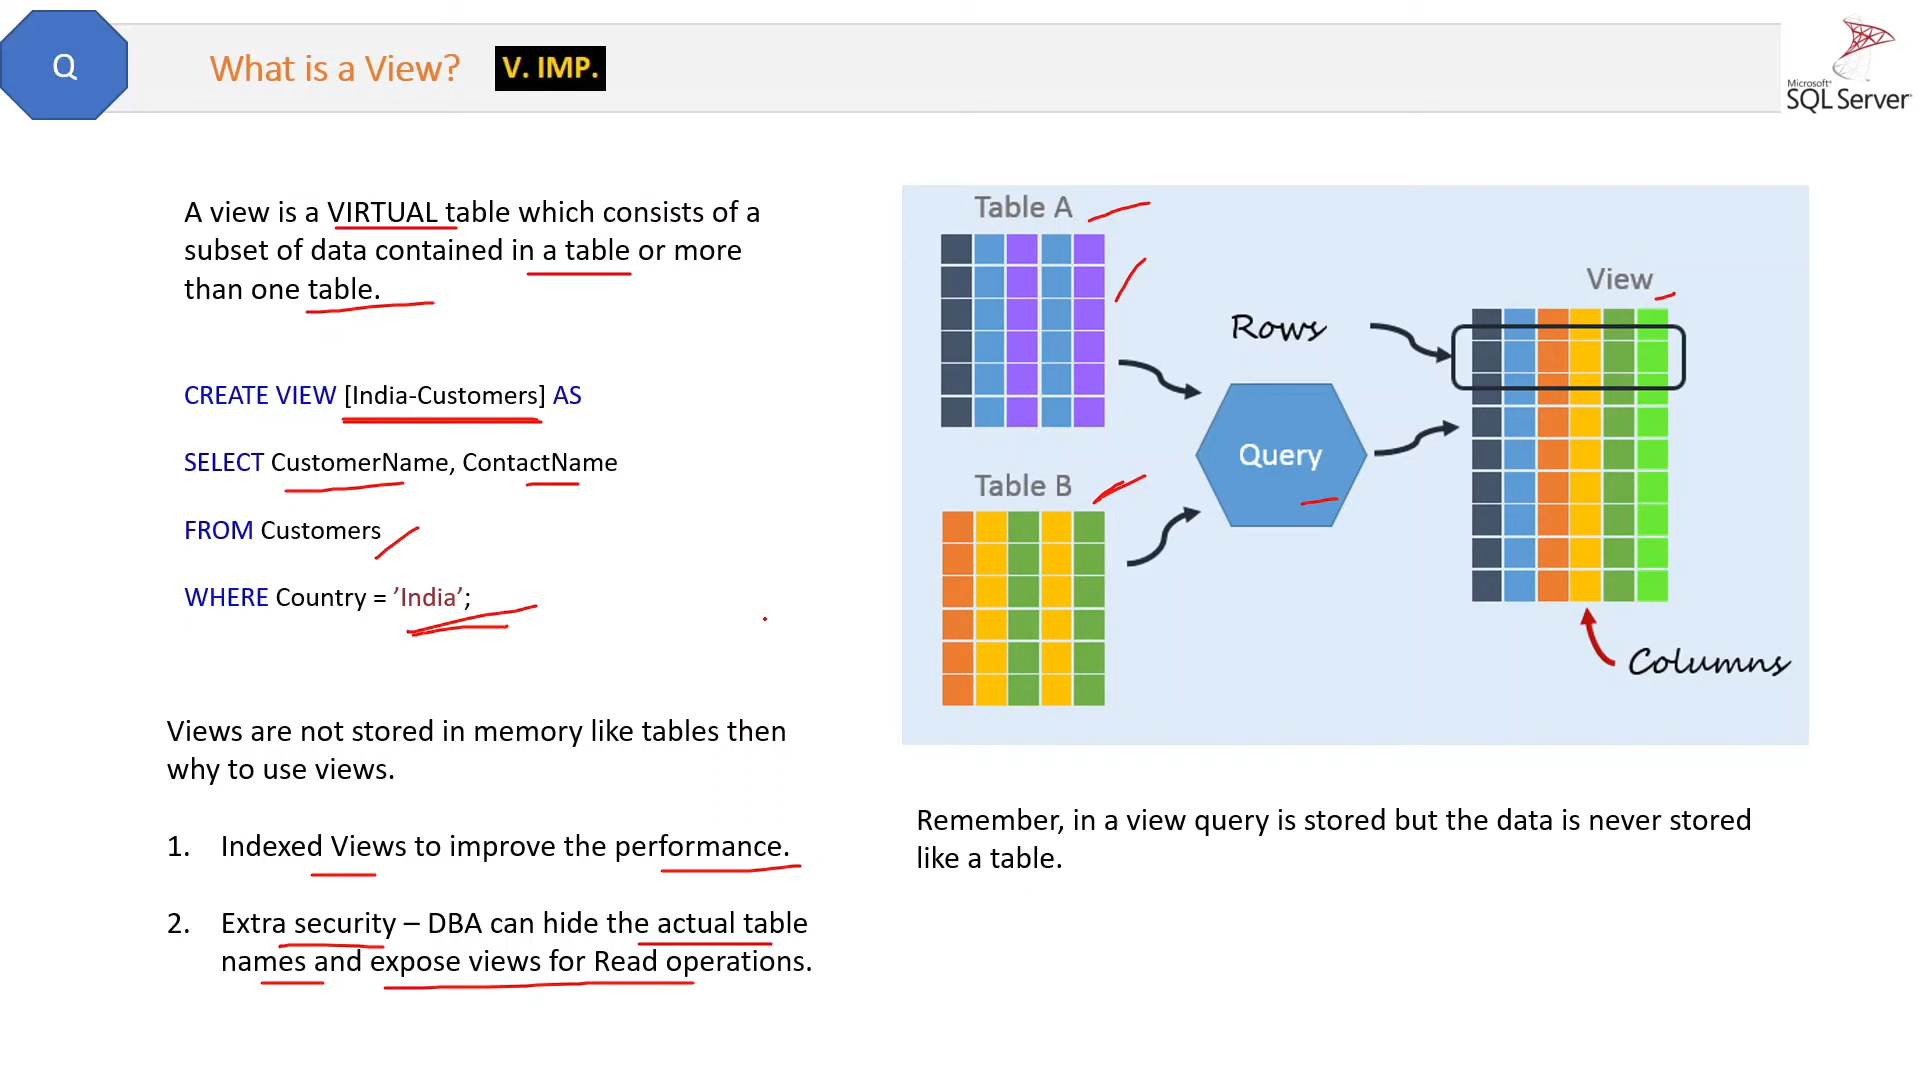 Q
What is a View?
V. IMP.
Microsoft®
SQL Server
A view is a VIRTUAL table which consists of a
subset of data contained in a table or more
than one table.
CREATE VIEW [India-Customers] AS
SELECT CustomerName, ContactName
FROM Customers
WHERE Country = ’India’;
Views are not stored in memory like tables then
why to use views.
1. Indexed Views to improve the performance.
2. Extra security – DBA can hide the actual table
names and expose views for Read operations.
Table A
Table B
Rows
Query
View
Columns
Remember, in a view query is stored but the data is never stored
like a table.